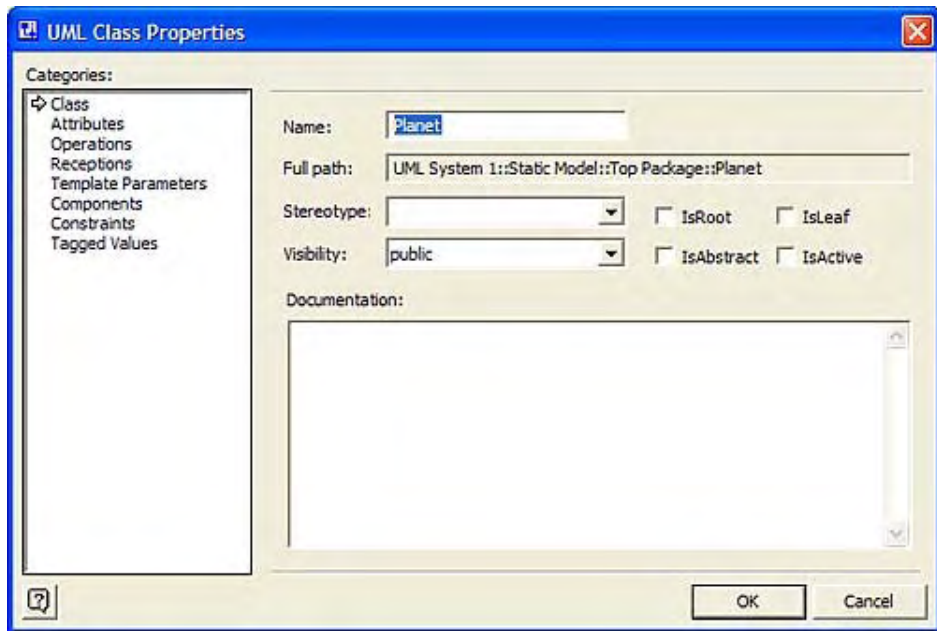 UML Class Properties
Categories:
Class
Attributes
Operations
Receptions
Template Parameters
Components
Constraints
Tagged Values
Name: Planet
Full path: UML System 1::Static Model::Top Package::Planet
Stereotype: IsRoot IsLeaf
Visibility: public IsAbstract IsActive
Documentation:
OK Cancel